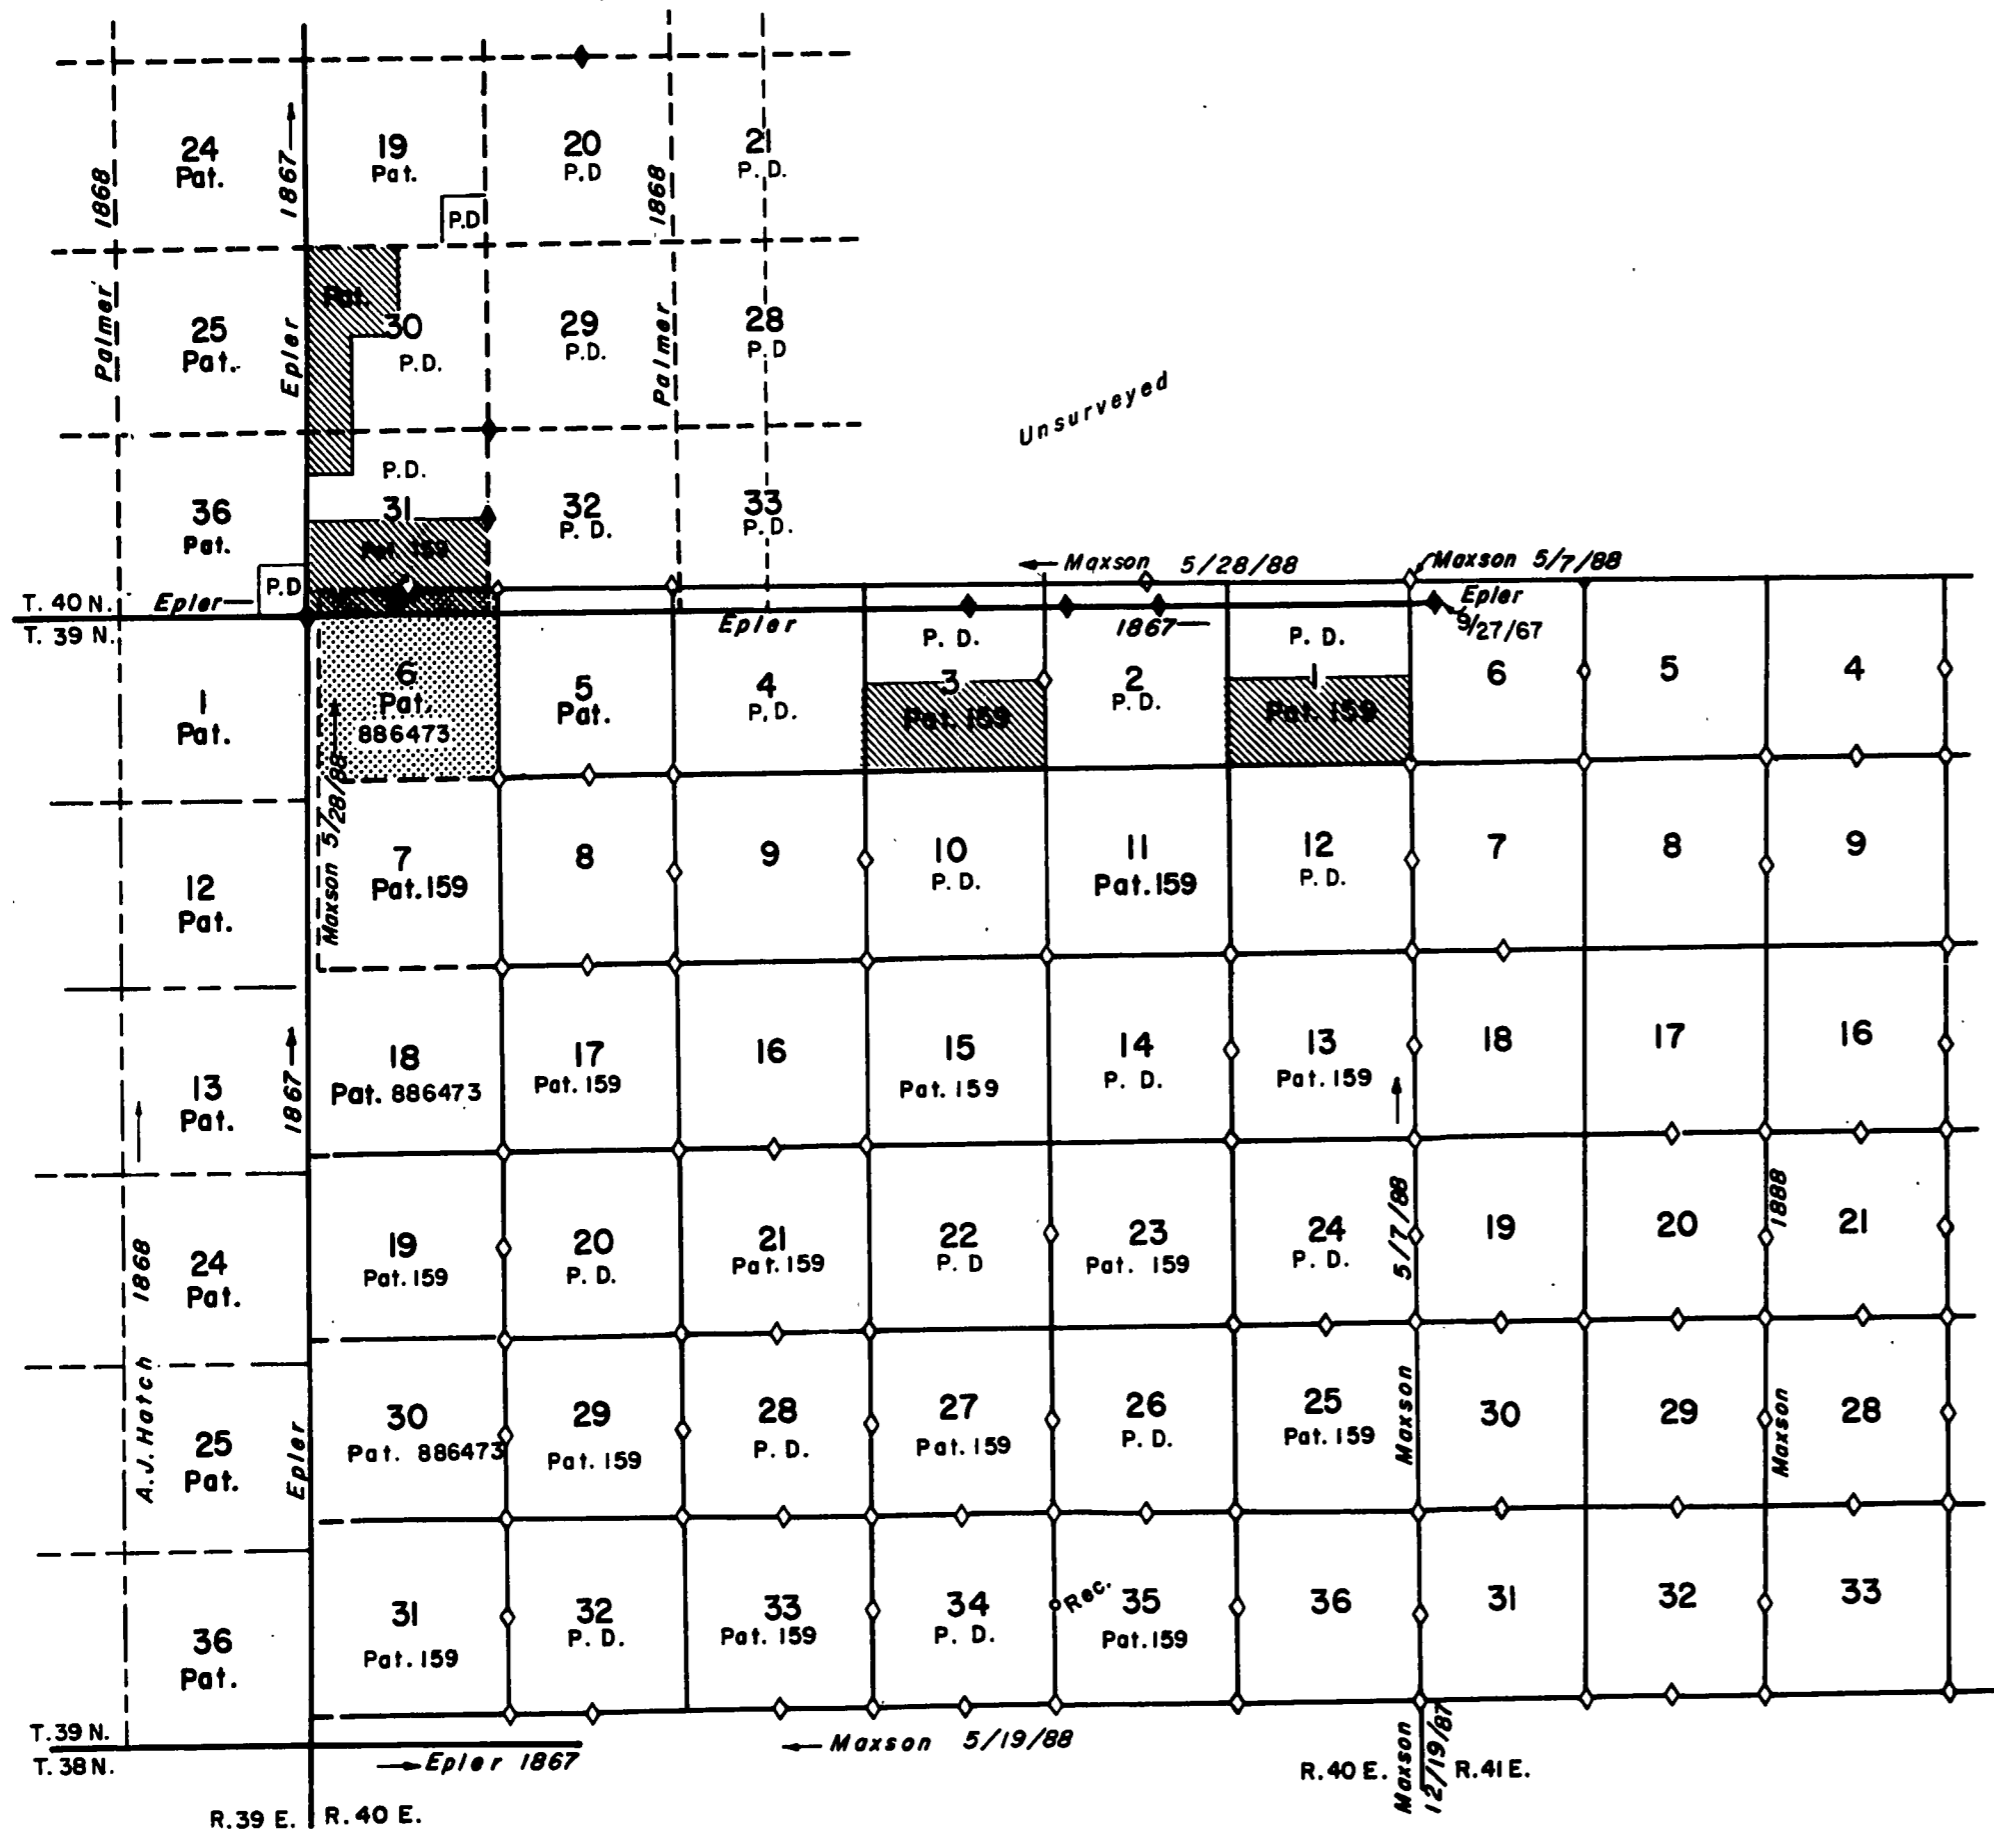 24
Pat.
1867
19
Pat.
20
P.D
21
P.D.
1868
1868
P.D
Palmer
25
Pat.
Epler
Pat.
30
P.D.
29
P.D.
Palmer
28
P.D
Unsurveyed
36
Pat.
P.D.
31
Pat. 159
32
P. D.
33
P. D.
P.D
Maxson 5/28/88
Maxson 5/7/88
T. 40 N.
Epler
T. 39 N.
Epler
1867
Epler
9/27/67
1
Pat.
6
Pat.
886473
5
Pat.
4
P. D.
P. D.
3
Pat. 159
2
P. D.
P. D.
1
Pat. 159
6
5
4
Maxson 5/28/88
12
Pat.
7
Pat. 159
8
9
10
P. D.
11
Pat. 159
12
P. D.
7
8
9
13
Pat.
1867
18
Pat. 886473
17
Pat. 159
16
15
Pat. 159
14
P. D.
13
Pat. 159
18
17
16
24
Pat.
A.J. Hatch 1868
19
Pat. 159
20
P. D.
21
Pat. 159
22
P. D
23
Pat. 159
24
P. D.
Maxson 5/7/88
19
20
Maxson 1888
21
25
Pat.
Epler
30
Pat. 886473
29
Pat. 159
28
P. D.
27
Pat. 159
26
P. D.
25
Pat. 159
30
29
28
36
Pat.
31
Pat. 159
32
P. D.
33
Pat. 159
34
P. D.
Rec.
35
Pat. 159
36
31
32
33
T. 39 N.
T. 38 N.
Epler 1867
Maxson 5/19/88
R. 40 E.
Maxson
12/19/87
R. 41 E.
R. 39 E.
R. 40 E.